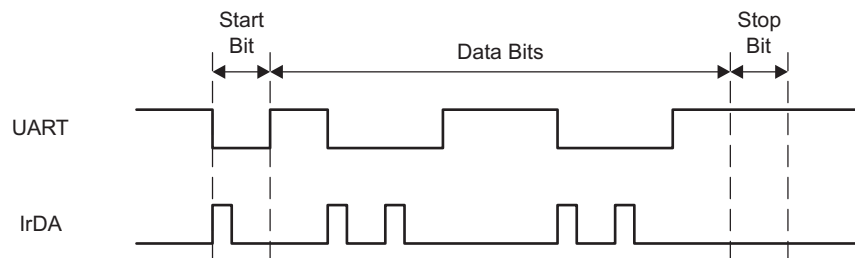 Start
Bit
Data Bits
Stop
Bit
UART
IrDA